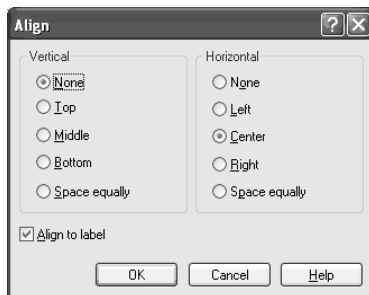 Align
Vertical
None
Top
Middle
Bottom
Space equally
Horizontal
None
Left
Center
Right
Space equally
Align to label
OK Cancel Help